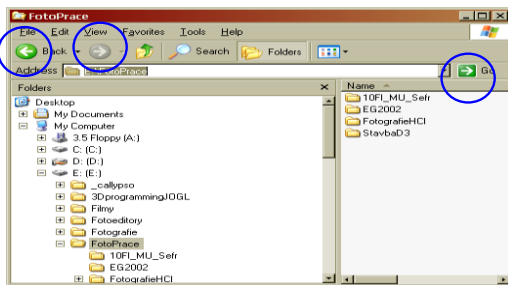 FotoPrace
File Edit View Favorites Tools Help
Back Search Folders
Address FotoPrace Go
Folders
Desktop
My Documents
My Computer
3.5 Floppy (A:)
C: (C:)
D: (D:)
E: (E:)
_callypso
3DprogrammingJOGL
Filmy
Fotoeditory
Fotografie
FotoPrace
10FI_MU_Sefr
EG2002
FotografieHCI
Name
10FI_MU_Sefr
EG2002
FotografieHCI
StavbaD3